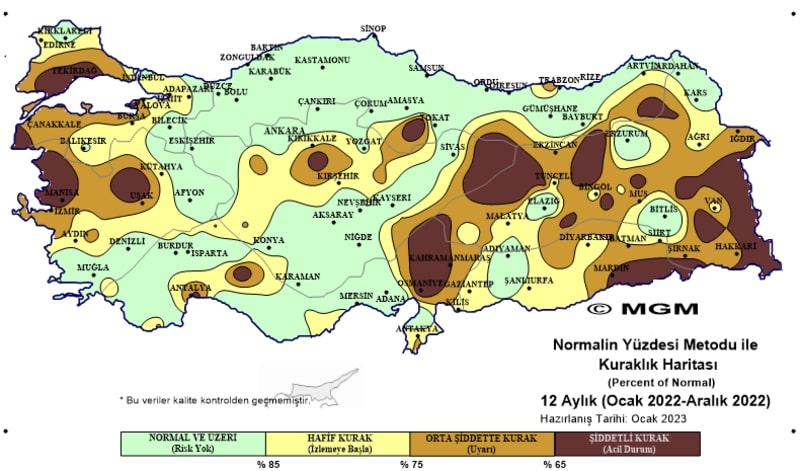 SİNOP
KIRKLARELİ
EDİRNE
BARTIN
ZONGULDAK
KASTAMONU
KARABÜK
SAMSUN
TEKİRDAĞ
İSTANBUL
ADAPAZARI
DÜZCE
BOLU
ORDU
GİRESUN
TRABZON
RİZE
ARTVİN
ARDAHAN
KARS
YALOVA
İZMİT
BURSA
BİLECİK
ÇANKIRI
ÇORUM
AMASYA
TOKAT
GÜMÜŞHANE
BAYBURT
ÇANAKKALE
BALIKESİR
ESKİŞEHİR
ANKARA
KIRIKKALE
YOZGAT
SİVAS
ERZİNCAN
ERZURUM
AĞRI
IĞDIR
KÜTAHYA
MANİSA
UŞAK
AFYON
KIRŞEHİR
NEVŞEHİR
KAYSERİ
TUNCELİ
BİNGÖL
MUŞ
VAN
İZMİR
AKSARAY
MALATYA
ELAZIĞ
BİTLİS
AYDIN
DENİZLİ
BURDUR
ISPARTA
KONYA
NİĞDE
KAHRAMANMARAŞ
ADIYAMAN
DİYARBAKIR
BATMAN
SİİRT
ŞIRNAK
HAKKARİ
MUĞLA
ANTALYA
KARAMAN
MERSİN
ADANA
OSMANİYE
GAZİANTEP
KİLİS
ŞANLIURFA
MARDİN
ANTAKYA
© MGM
Normalin Yüzdesi Metodu ile
Kuraklık Haritası
(Percent of Normal)
12 Aylık (Ocak 2022-Aralık 2022)
Hazırlanış Tarihi: Ocak 2023
* Bu veriler kalite kontrolden geçmemiştir.
NORMAL VE ÜZERİ
(Risk Yok)
HAFİF KURAK
(İzlemeye Başla)
ORTA ŞİDDETTE KURAK
(Uyarı)
ŞİDDETLİ KURAK
(Acil Durum)
% 85
% 75
% 65